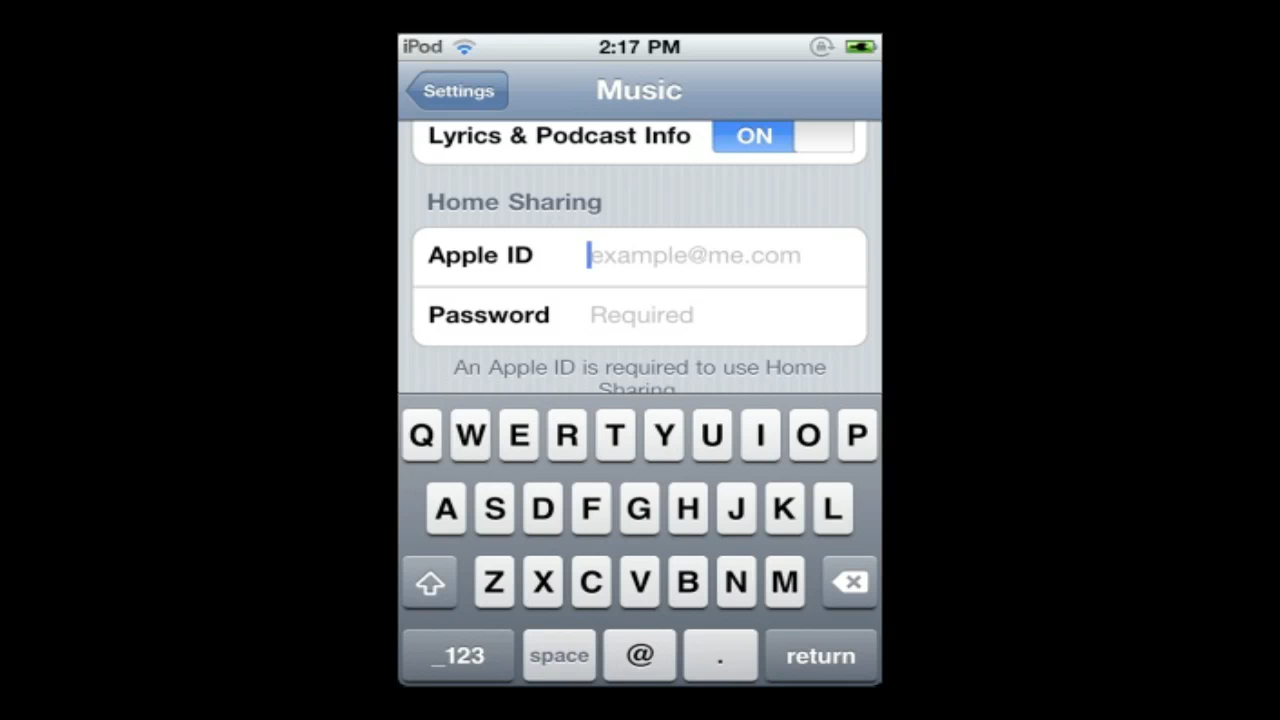 iPod 2:17 PM
Settings Music
Lyrics & Podcast Info ON
Home Sharing
Apple ID example@me.com
Password Required
An Apple ID is required to use Home
Sharing
Q W E R T Y U I O P
A S D F G H J K L
Z X C V B N M
_123 space @ . return